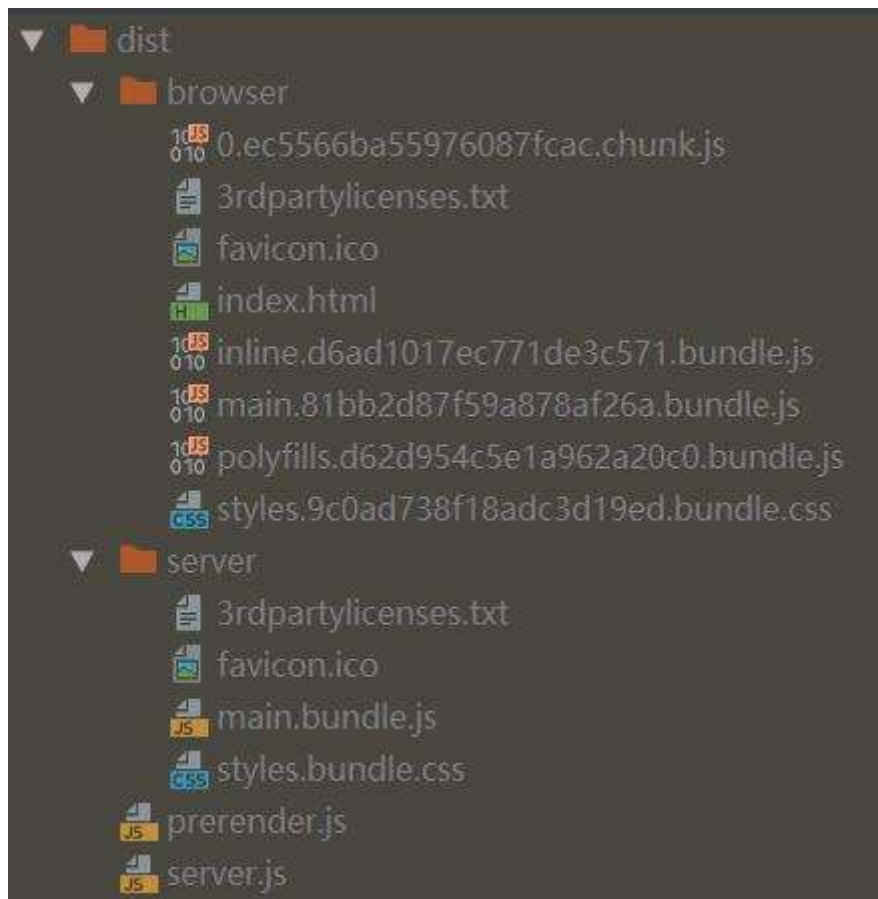 dist
browser
0.ec5566ba55976087fcac.chunk.js
3rdpartylicenses.txt
favicon.ico
index.html
inline.d6ad1017ec771de3c571.bundle.js
main.81bb2d87f59a878af26a.bundle.js
polyfills.d62d954c5e1a962a20c0.bundle.js
styles.9c0ad738f18adc3d19ed.bundle.css
server
3rdpartylicenses.txt
favicon.ico
main.bundle.js
styles.bundle.css
prerender.js
server.js